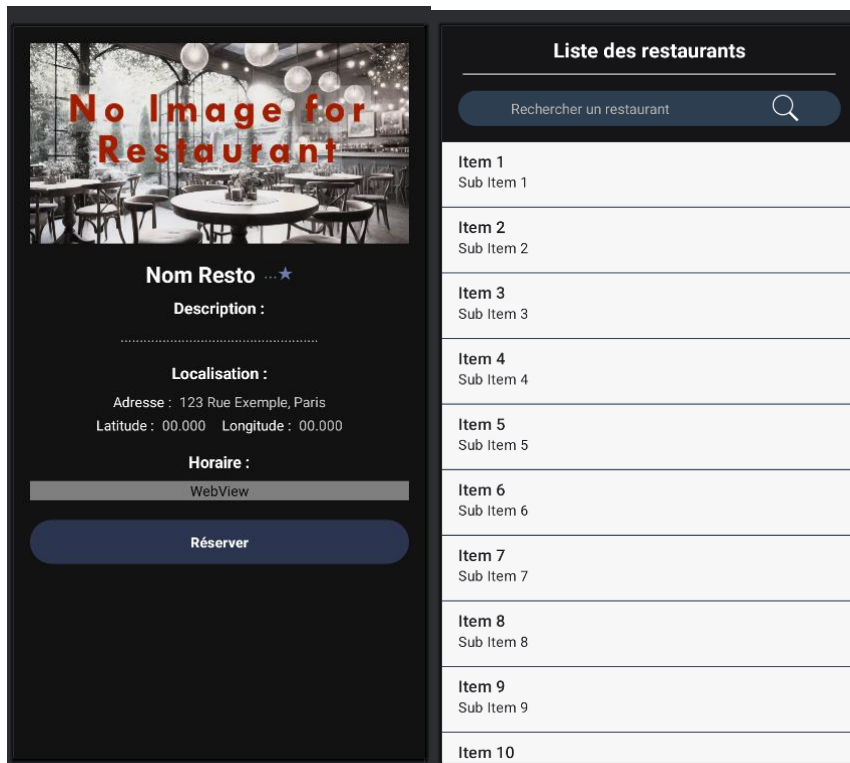 No Image for
Restaurant
Nom Resto ...★
Description :
....................................................
Localisation :
Adresse : 123 Rue Exemple, Paris
Latitude : 00.000 Longitude : 00.000
Horaire :
WebView
Réserver
Liste des restaurants
Rechercher un restaurant
Item 1
Sub Item 1
Item 2
Sub Item 2
Item 3
Sub Item 3
Item 4
Sub Item 4
Item 5
Sub Item 5
Item 6
Sub Item 6
Item 7
Sub Item 7
Item 8
Sub Item 8
Item 9
Sub Item 9
Item 10